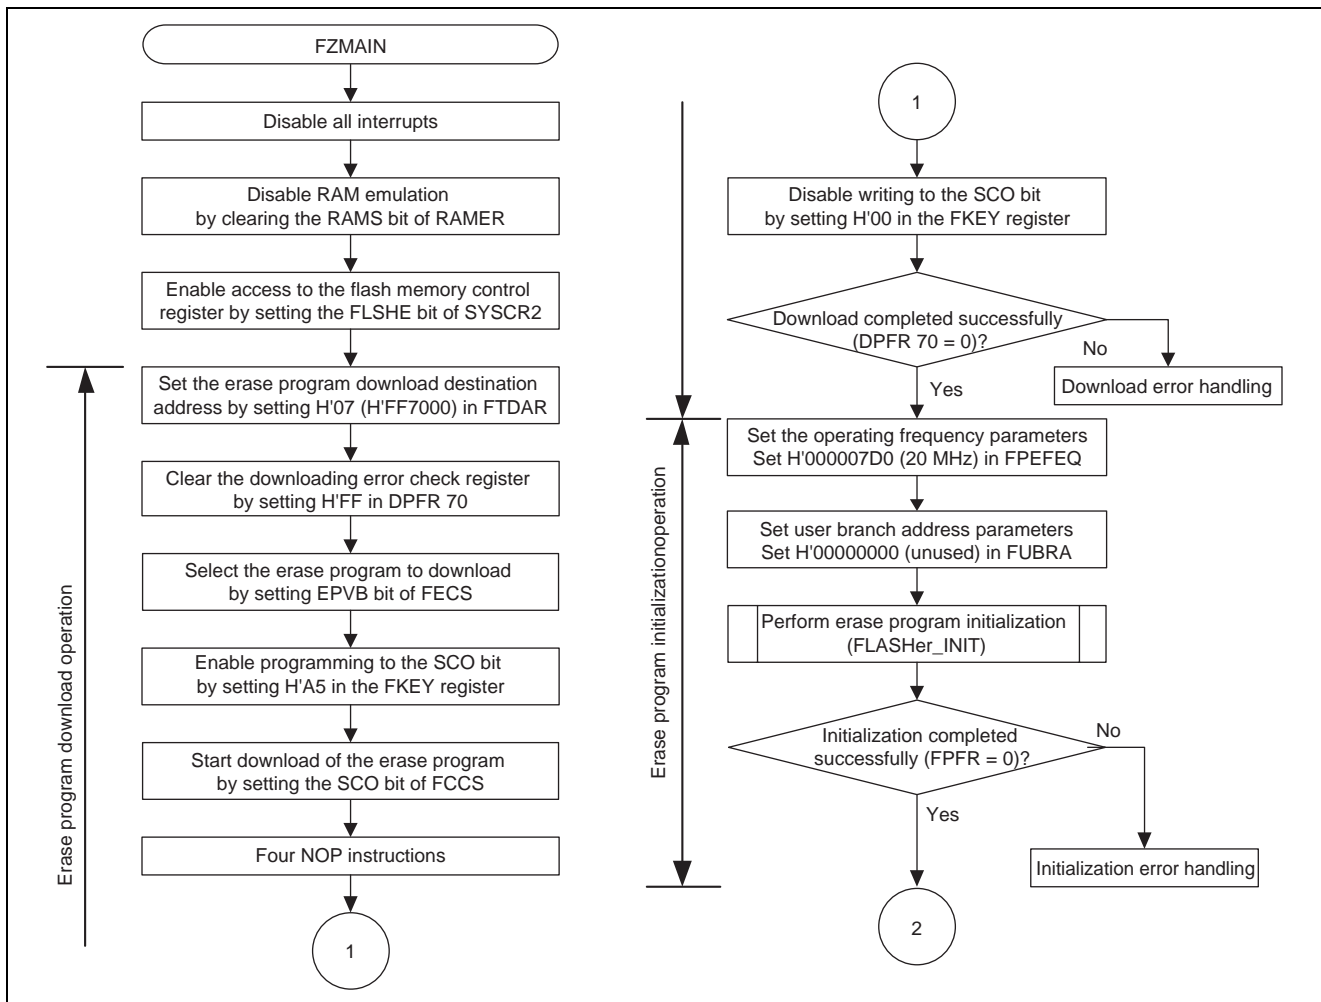 FZMAIN
Disable all interrupts
Disable RAM emulation
by clearing the RAMS bit of RAMER
Enable access to the flash memory control
register by setting the FLSHE bit of SYSCR2
Set the erase program download destination
address by setting H'07 (H'FF7000) in FTDAR
Clear the downloading error check register
by setting H'FF in DPFR 70
Select the erase program to download
by setting EPVB bit of FECS
Enable programming to the SCO bit
by setting H'A5 in the FKEY register
Start download of the erase program
by setting the SCO bit of FCCS
Four NOP instructions
1
Erase program download operation
1
Disable writing to the SCO bit
by setting H'00 in the FKEY register
Download completed successfully
(DPFR 70 = 0)?
No
Download error handling
Yes
Set the operating frequency parameters
Set H'000007D0 (20 MHz) in FPEFEQ
Set user branch address parameters
Set H'00000000 (unused) in FUBRA
Perform erase program initialization
(FLASHer_INIT)
Initialization completed
successfully (FPFR = 0)?
No
Yes
Initialization error handling
2
Erase program initializationoperation